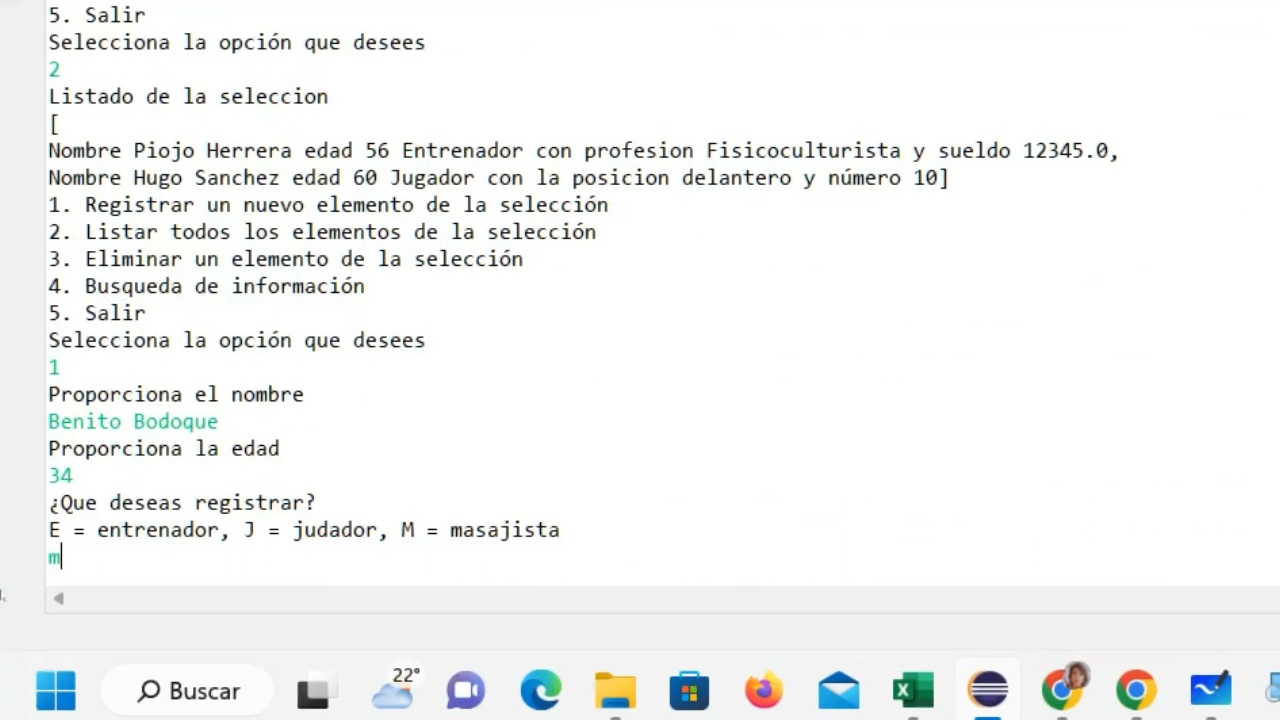 5. Salir
Selecciona la opción que desees
2
Listado de la seleccion
[
Nombre Piojo Herrera edad 56 Entrenador con profesion Fisicoculturista y sueldo 12345.0,
Nombre Hugo Sanchez edad 60 Jugador con la posicion delantero y número 10]
1. Registrar un nuevo elemento de la selección
2. Listar todos los elementos de la selección
3. Eliminar un elemento de la selección
4. Busqueda de información
5. Salir
Selecciona la opción que desees
1
Proporciona el nombre
Benito Bodoque
Proporciona la edad
34
¿Que deseas registrar?
E = entrenador, J = judador, M = masajista
m
Buscar
22°